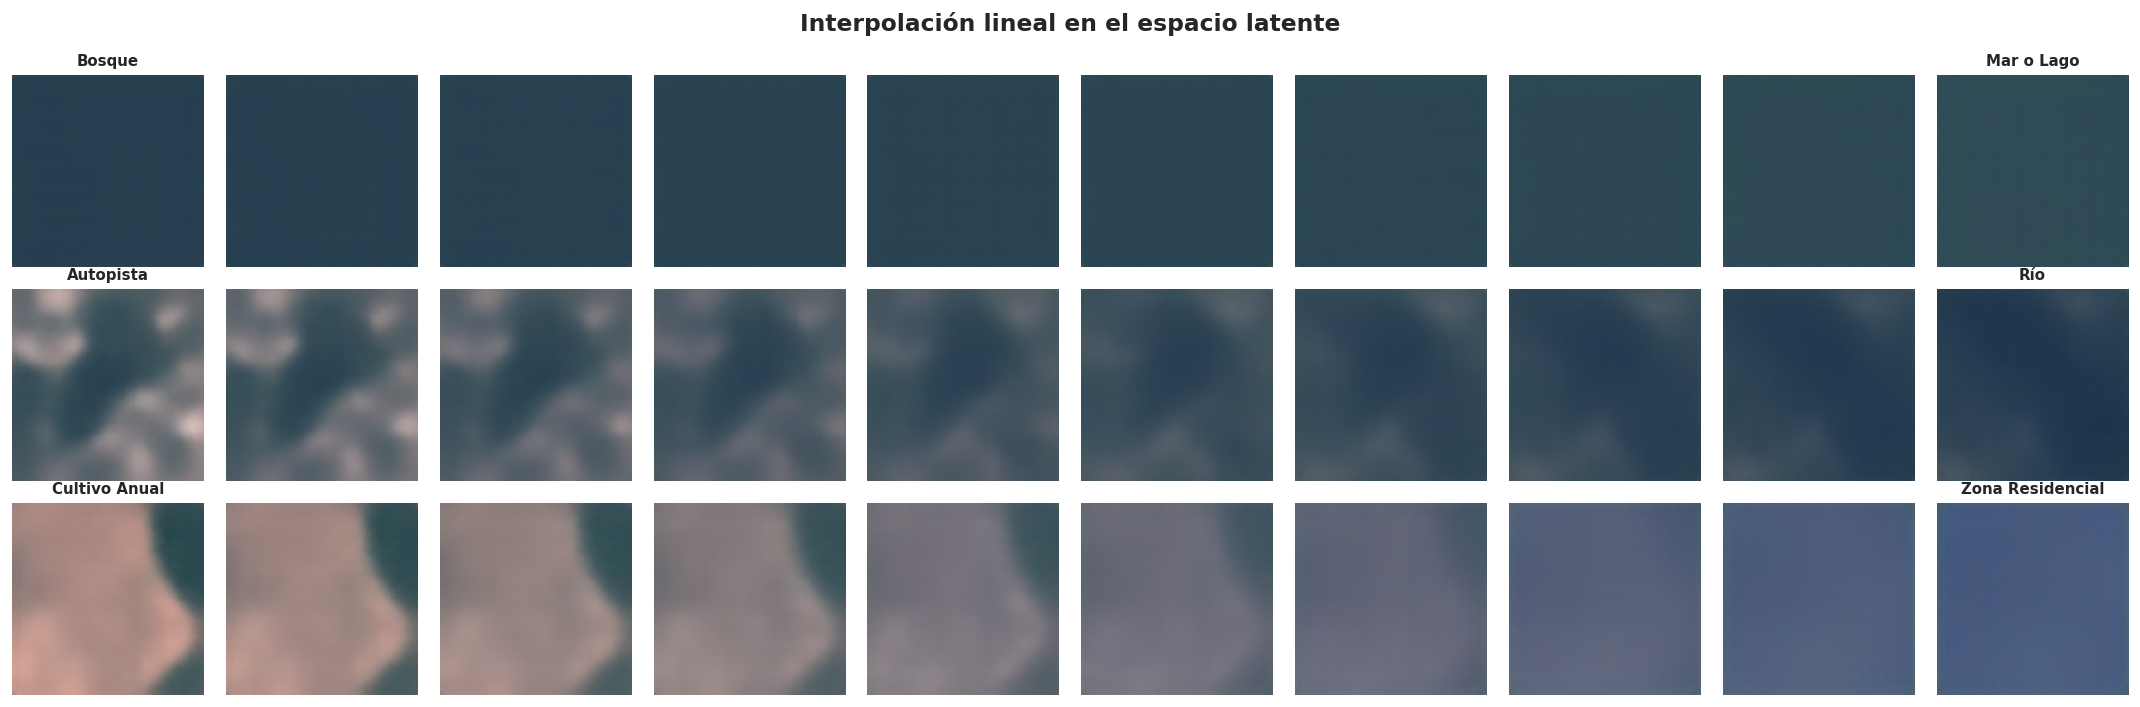 Interpolación lineal en el espacio latente
Bosque
Mar o Lago
Autopista
Río
Cultivo Anual
Zona Residencial